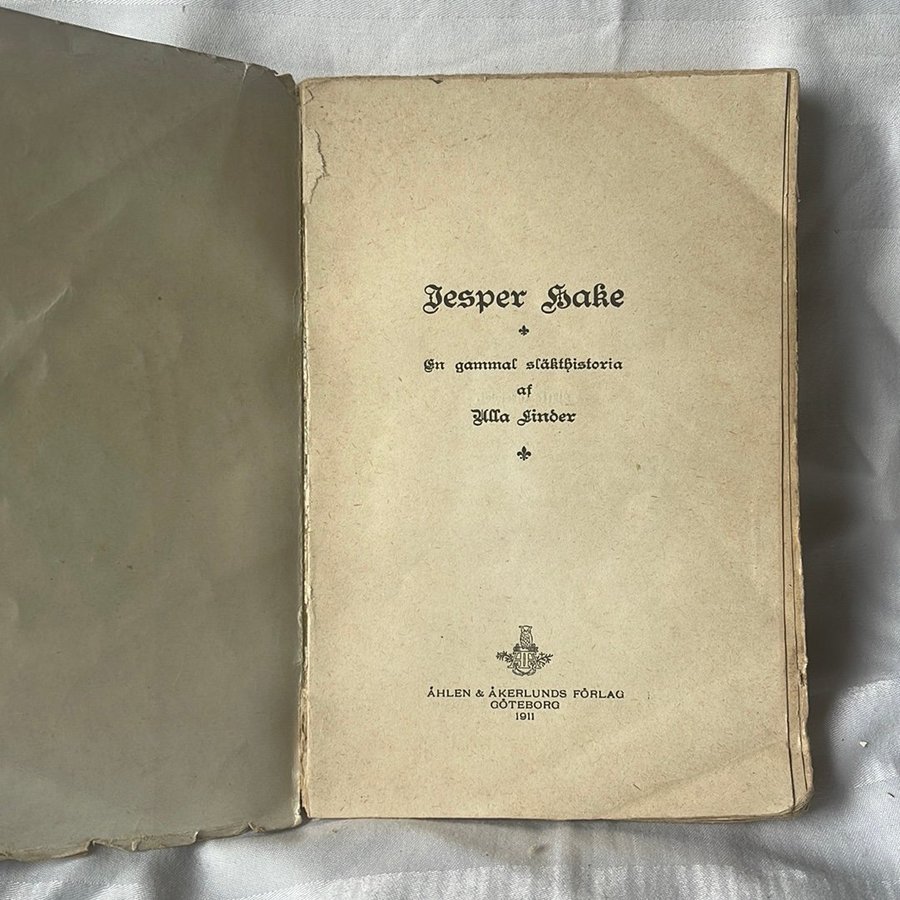 Jesper Hake
En gammal släkthistoria
af
Ulla Linder
ÅHLEN & ÅKERLUNDS FÖRLAG
GÖTEBORG
1911